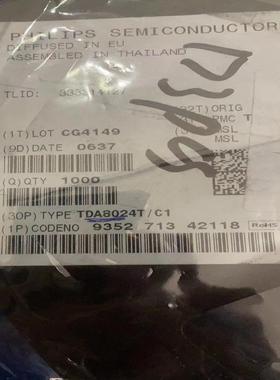 PHILIPS SEMICONDUCTOR
DIFFUSED IN EU
ASSEMBLED IN THAILAND
TLID:
ORIG
(1T) LOT CG4149
PMC T
MSL
(9D) DATE 0637
MSL
(Q) QTY 1000
(30P) TYPE TDA8024T/C1
(1P) CODENO 9352 713 42118 RoHS